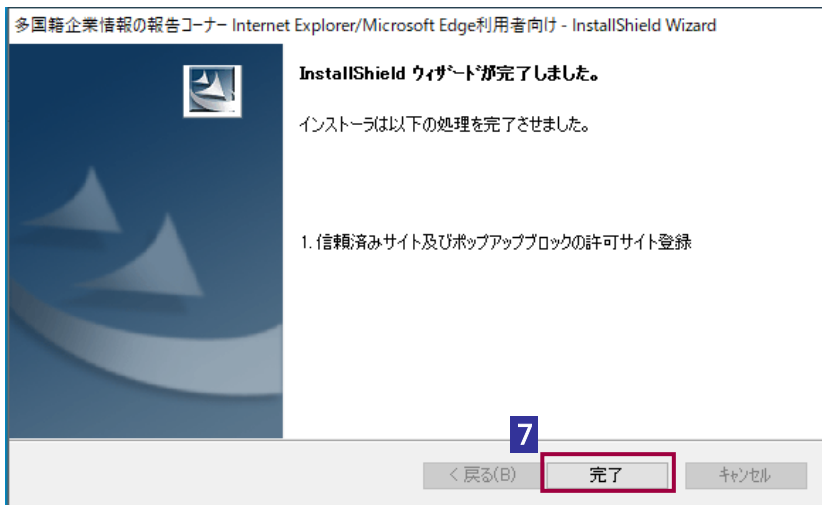 多国籍企業情報の報告コーナー Internet Explorer/Microsoft Edge利用者向け - InstallShield Wizard
InstallShield ウィザードが完了しました。
インストーラは以下の処理を完了させました。
1. 信頼済みサイト及びポップアップブロックの許可サイト登録
7
< 戻る(B) 完了 キャンセル